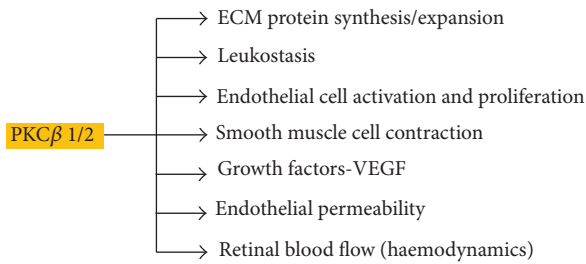 ECM protein synthesis/expansion
Leukostasis
Endothelial cell activation and proliferation
PKCβ 1/2
Smooth muscle cell contraction
Growth factors-VEGF
Endothelial permeability
Retinal blood flow (haemodynamics)